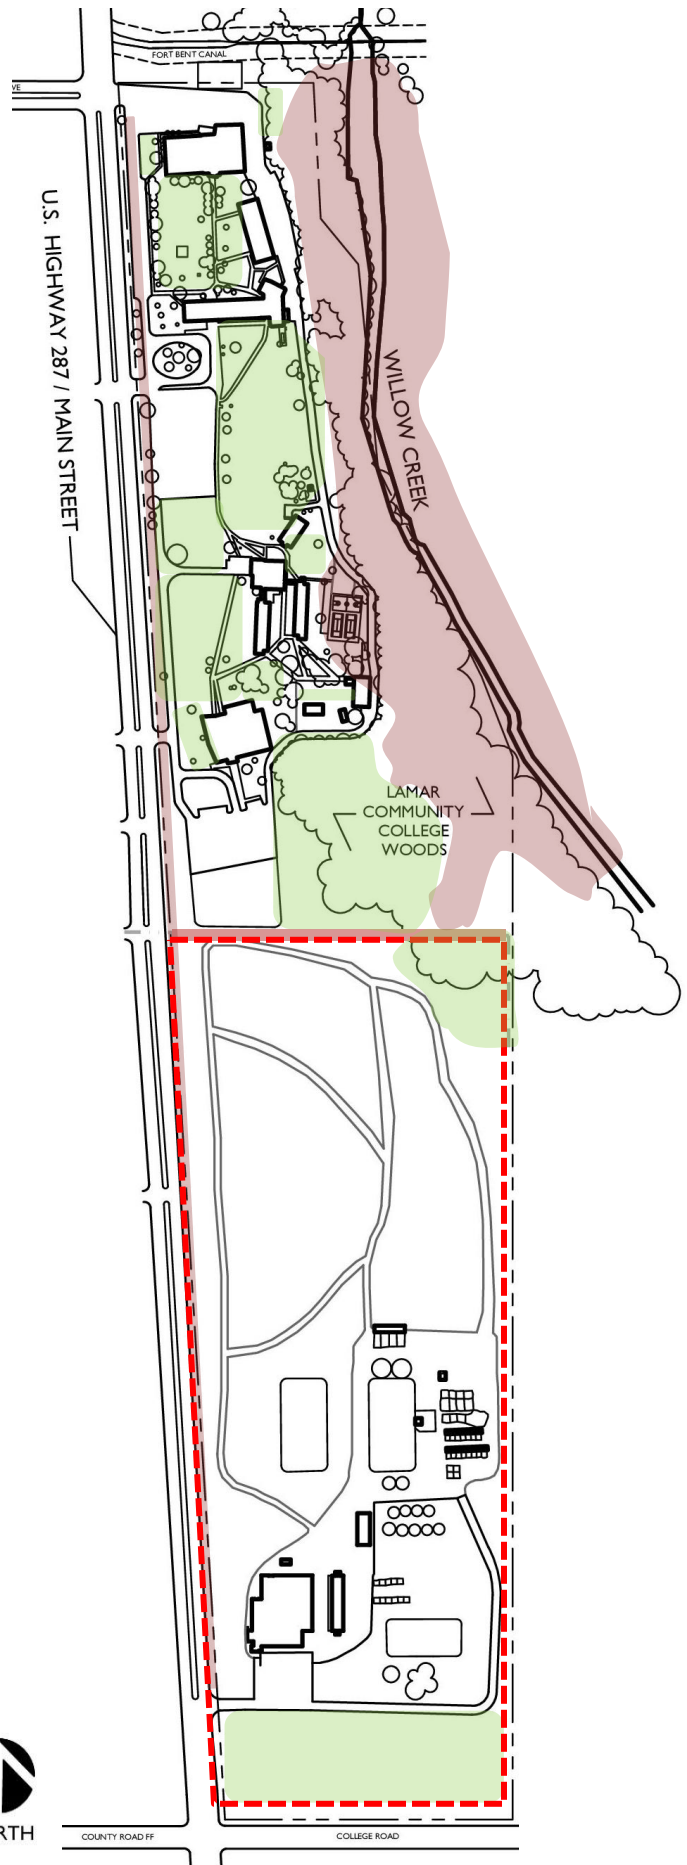 FORT BENT CANAL
VE
U.S. HIGHWAY 287 / MAIN STREET
WILLOW CREEK
LAMAR
COMMUNITY
COLLEGE
WOODS
RTH
COUNTY ROAD FF
COLLEGE ROAD